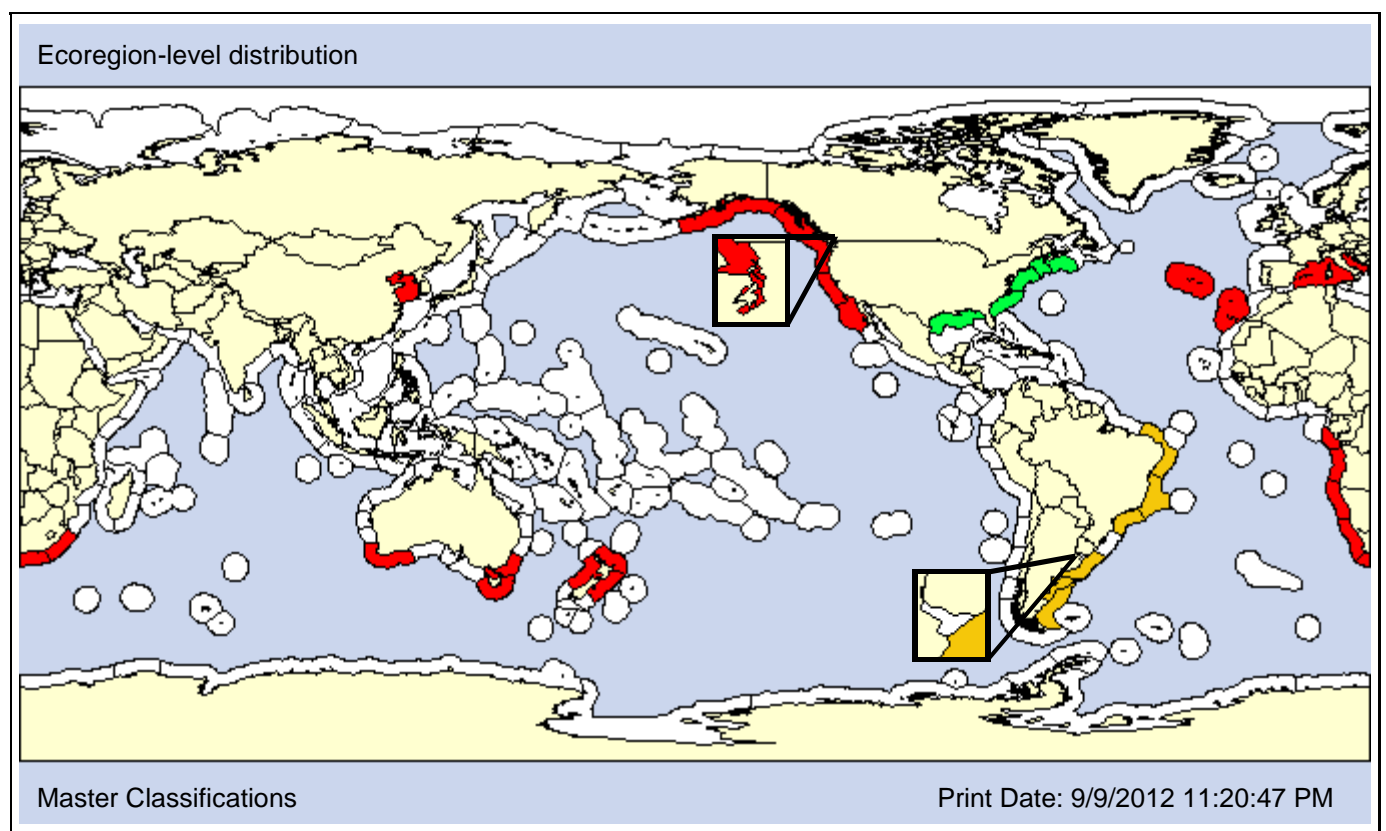 Ecoregion-level distribution
Master Classifications
Print Date: 9/9/2012 11:20:47 PM